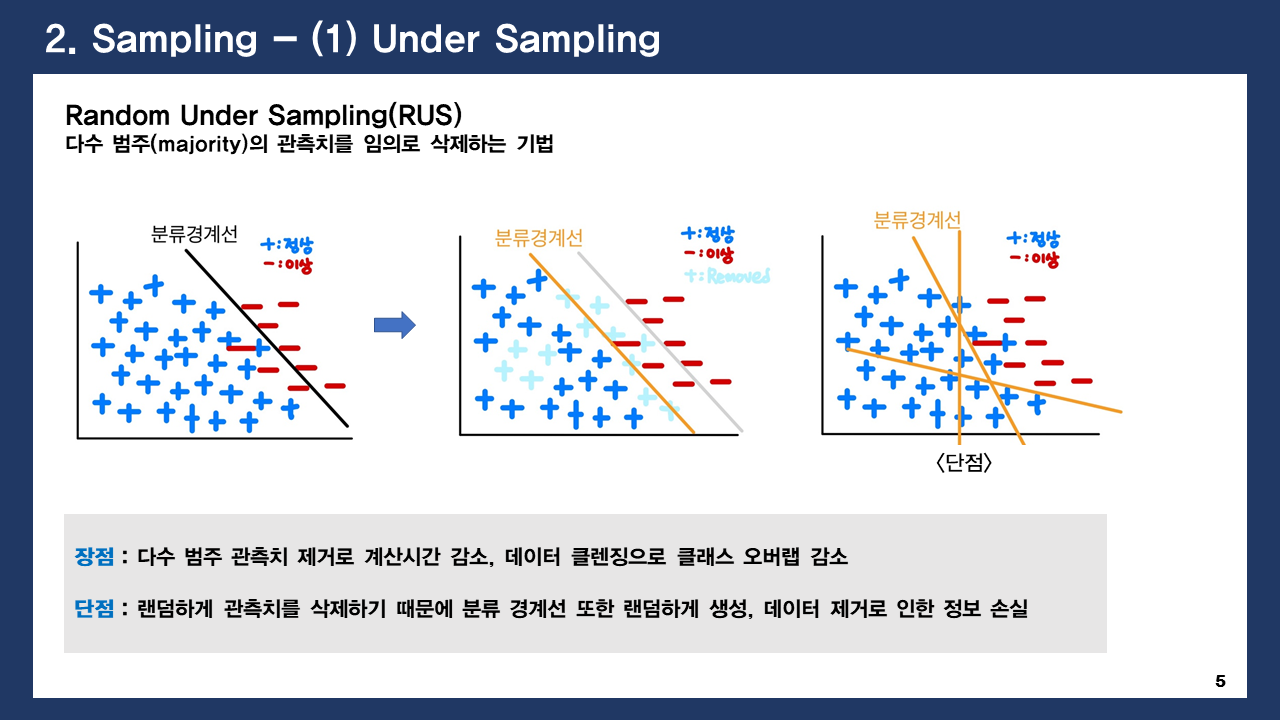 2. Sampling – (1) Under Sampling
Random Under Sampling(RUS)
다수 범주(majority)의 관측치를 임의로 삭제하는 기법
분류경계선
+:정상
-:이상
분류경계선
+:정상
-:이상
+:Removed
분류경계선
+:정상
-:이상
<단점>
장점 : 다수 범주 관측치 제거로 계산시간 감소, 데이터 클렌징으로 클래스 오버랩 감소
단점 : 랜덤하게 관측치를 삭제하기 때문에 분류 경계선 또한 랜덤하게 생성, 데이터 제거로 인한 정보 손실
5